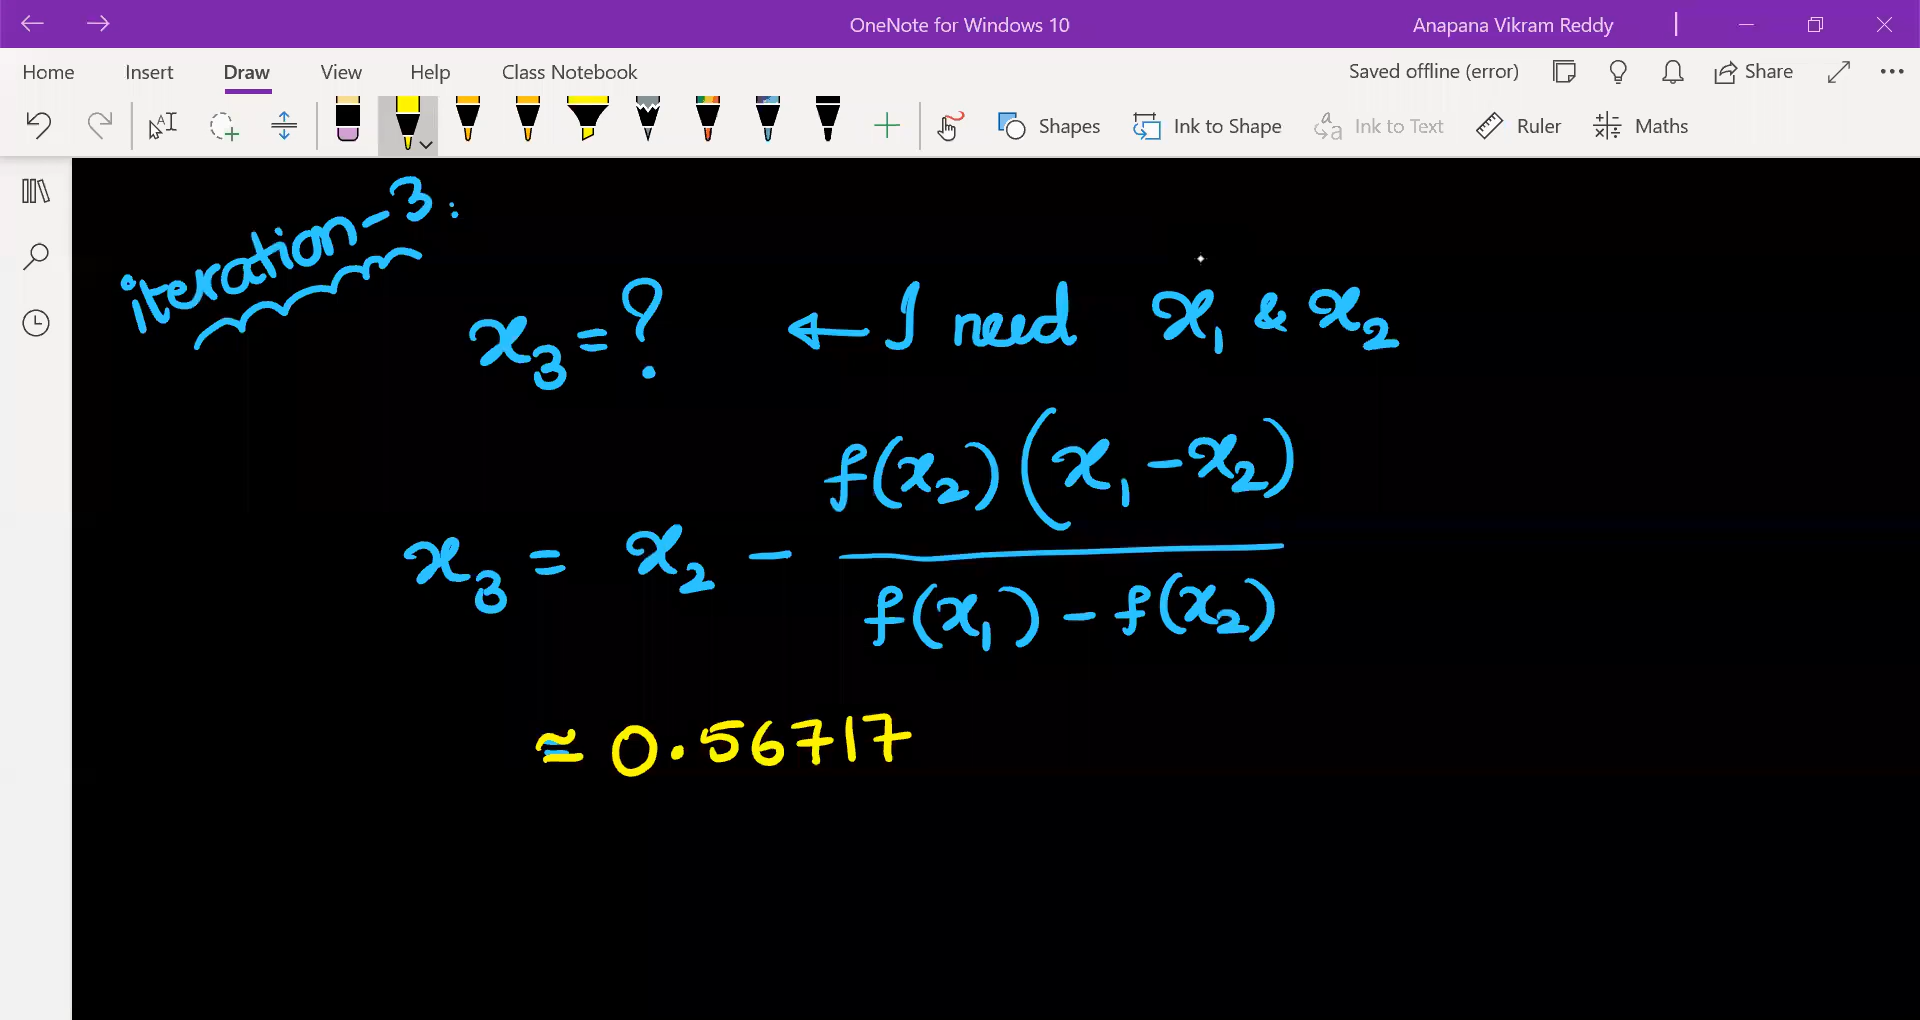 OneNote for Windows 10
Anapana Vikram Reddy
Home Insert Draw View Help Class Notebook
Saved offline (error) Share
Shapes Ink to Shape Ink to Text Ruler Maths
iteration-3:
x₃ = ? ← I need x₁ & x₂
f(x₂) (x₁ - x₂)
x₃ = x₂ -
f(x₁) - f(x₂)
≈ 0.56717